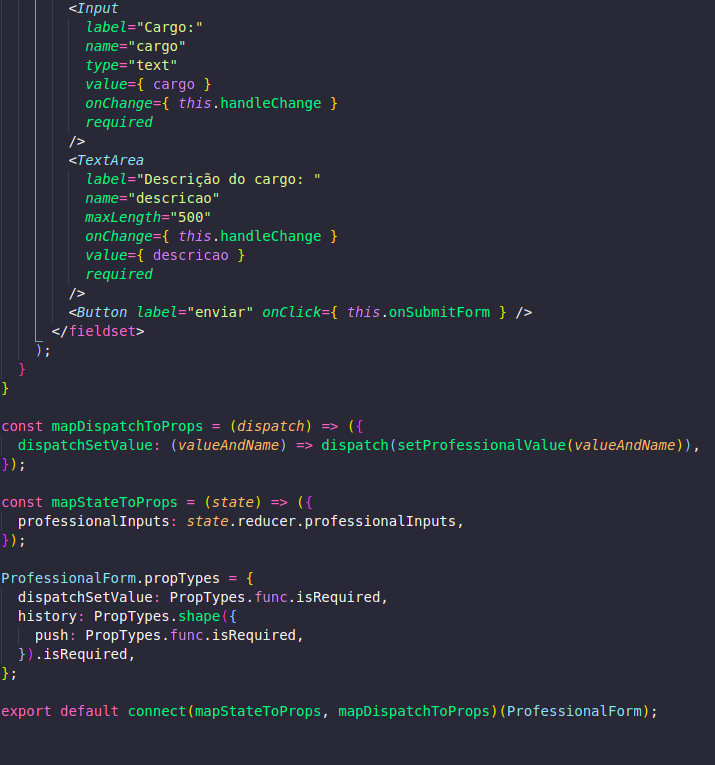 <Input
label="Cargo:"
name="cargo"
type="text"
value={ cargo }
onChange={ this.handleChange }
required
/>
<TextArea
label="Descrição do cargo: "
name="descricao"
maxLength="500"
onChange={ this.handleChange }
value={ descricao }
required
/>
<Button label="enviar" onClick={ this.onSubmitForm } />
</fieldset>
);
}
}
const mapDispatchToProps = (dispatch) => ({
dispatchSetValue: (valueAndName) => dispatch(setProfessionalValue(valueAndName)),
});
const mapStateToProps = (state) => ({
professionalInputs: state.reducer.professionalInputs,
});
ProfessionalForm.propTypes = {
dispatchSetValue: PropTypes.func.isRequired,
history: PropTypes.shape({
push: PropTypes.func.isRequired,
}).isRequired,
};
export default connect(mapStateToProps, mapDispatchToProps)(ProfessionalForm);